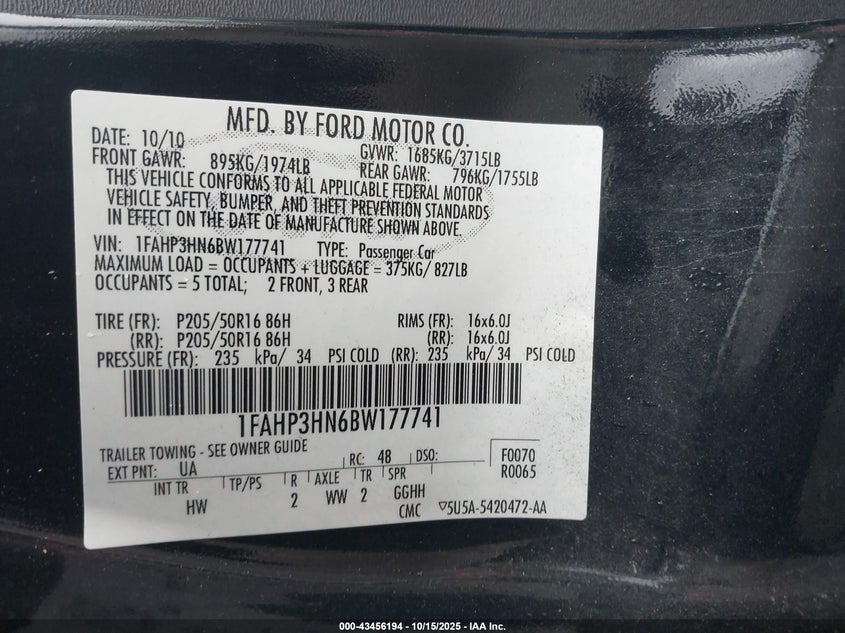 MFD. BY FORD MOTOR CO.
DATE: 10/10 GVWR: 1685KG/3715LB
FRONT GAWR: 895KG/1974LB REAR GAWR: 796KG/1755LB
THIS VEHICLE CONFORMS TO ALL APPLICABLE FEDERAL MOTOR
VEHICLE SAFETY, BUMPER, AND THEFT PREVENTION STANDARDS
IN EFFECT ON THE DATE OF MANUFACTURE SHOWN ABOVE.
VIN: 1FAHP3HN6BW177741 TYPE: Passenger Car
MAXIMUM LOAD = OCCUPANTS + LUGGAGE = 375KG/ 827LB
OCCUPANTS = 5 TOTAL; 2 FRONT, 3 REAR
TIRE (FR): P205/50R16 86H RIMS (FR): 16x6.0J
(RR): P205/50R16 86H (RR): 16x6.0J
PRESSURE (FR): 235 kPa/ 34 PSI COLD (RR): 235 kPa/ 34 PSI COLD
1FAHP3HN6BW177741
TRAILER TOWING - SEE OWNER GUIDE
EXT PNT: UA RC: 48 DSO: F0070
R0065
INT TR TP/PS R AXLE TR SPR
HW 2 WW 2 GGHH
CMC ▽5U5A-5420472-AA
000-43456194 - 10/15/2025 - IAA Inc.